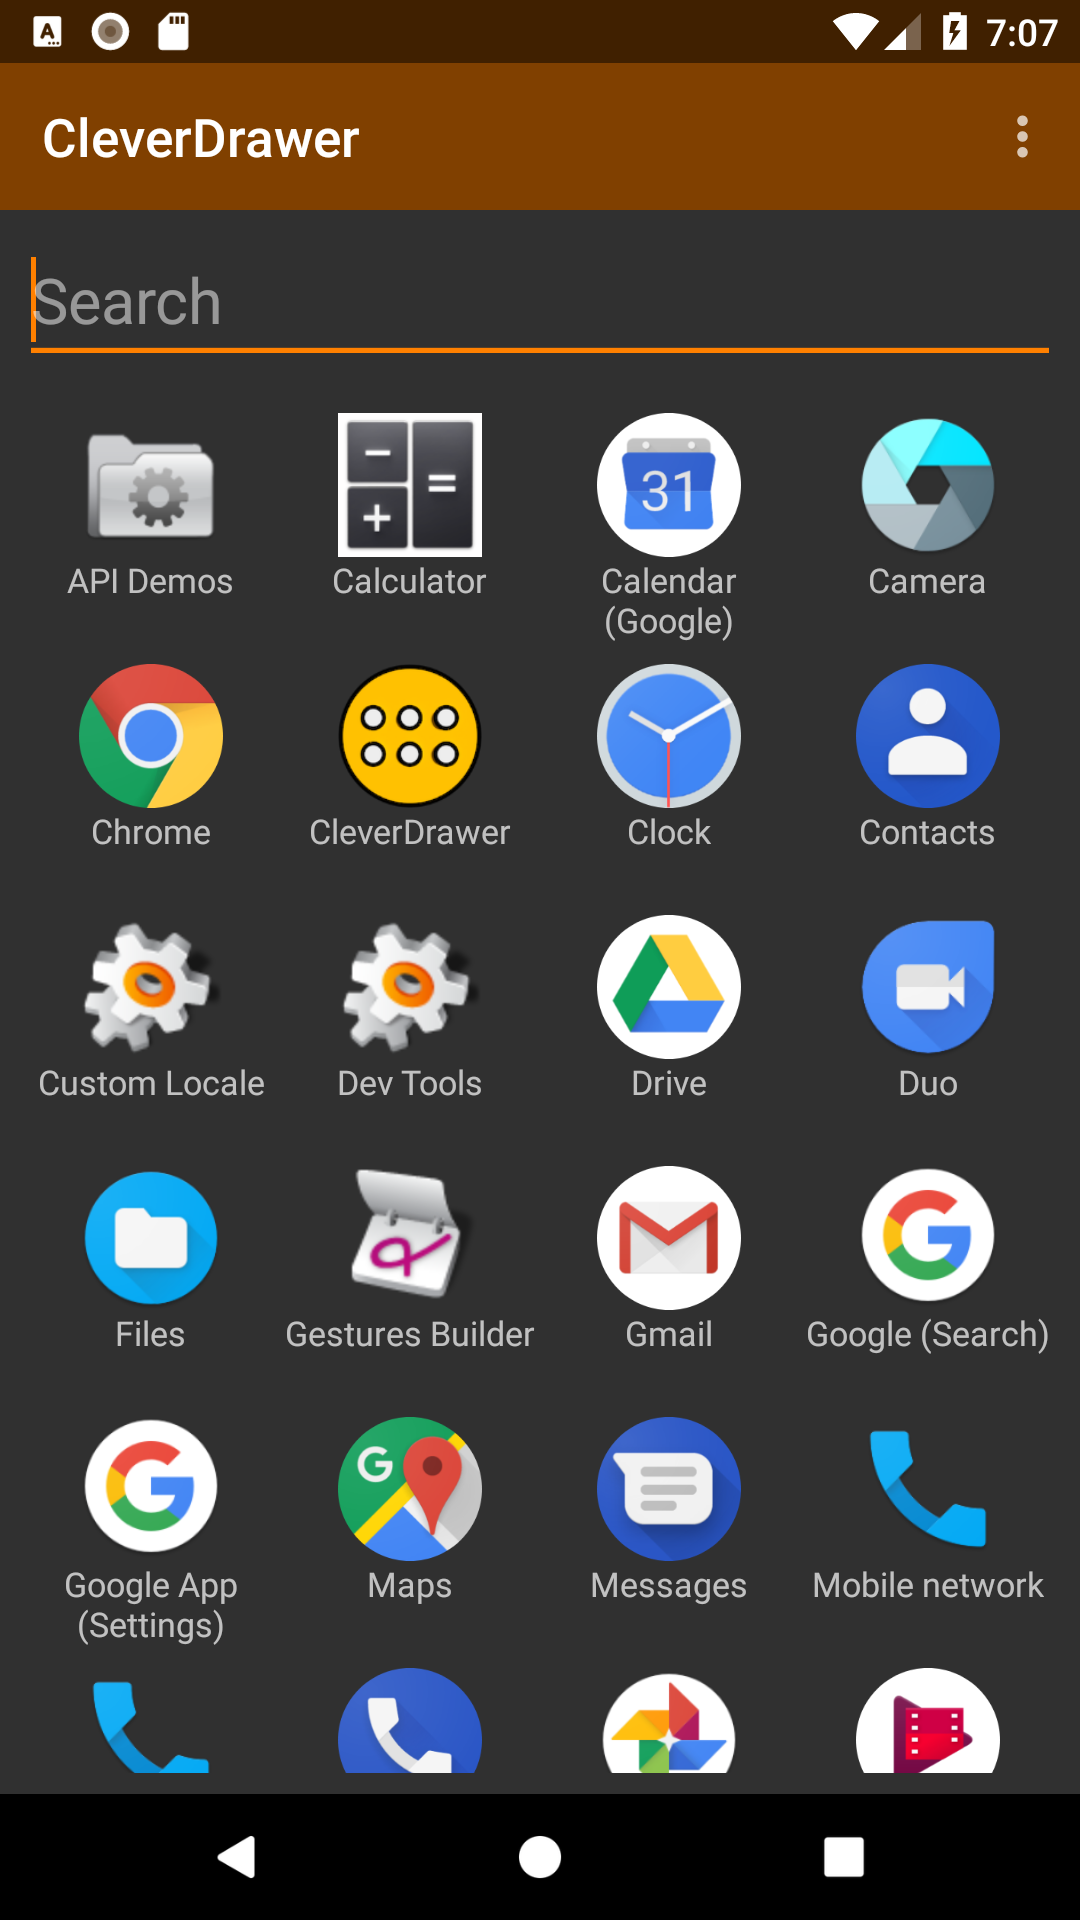 7:07
CleverDrawer
Search
API Demos
Calculator
31
Calendar
(Google)
Camera
Chrome
CleverDrawer
Clock
Contacts
Custom Locale
Dev Tools
Drive
Duo
Files
Gestures Builder
Gmail
Google (Search)
Google App
(Settings)
Maps
Messages
Mobile network